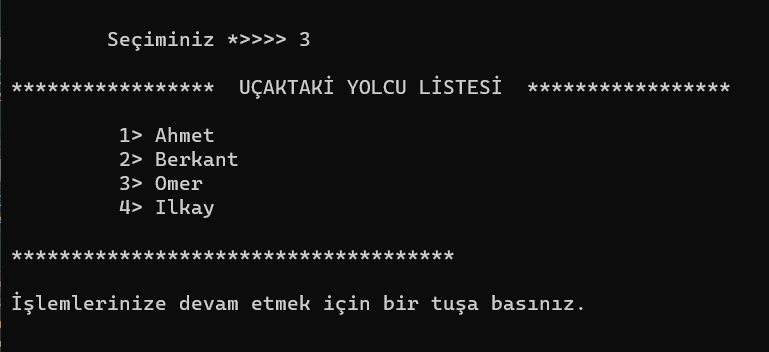 Seçiminiz *>>>> 3
*****************  UÇAKTAKİ YOLCU LİSTESİ  *****************
1> Ahmet
2> Berkant
3> Omer
4> Ilkay
*************************************
İşlemlerinize devam etmek için bir tuşa basınız.